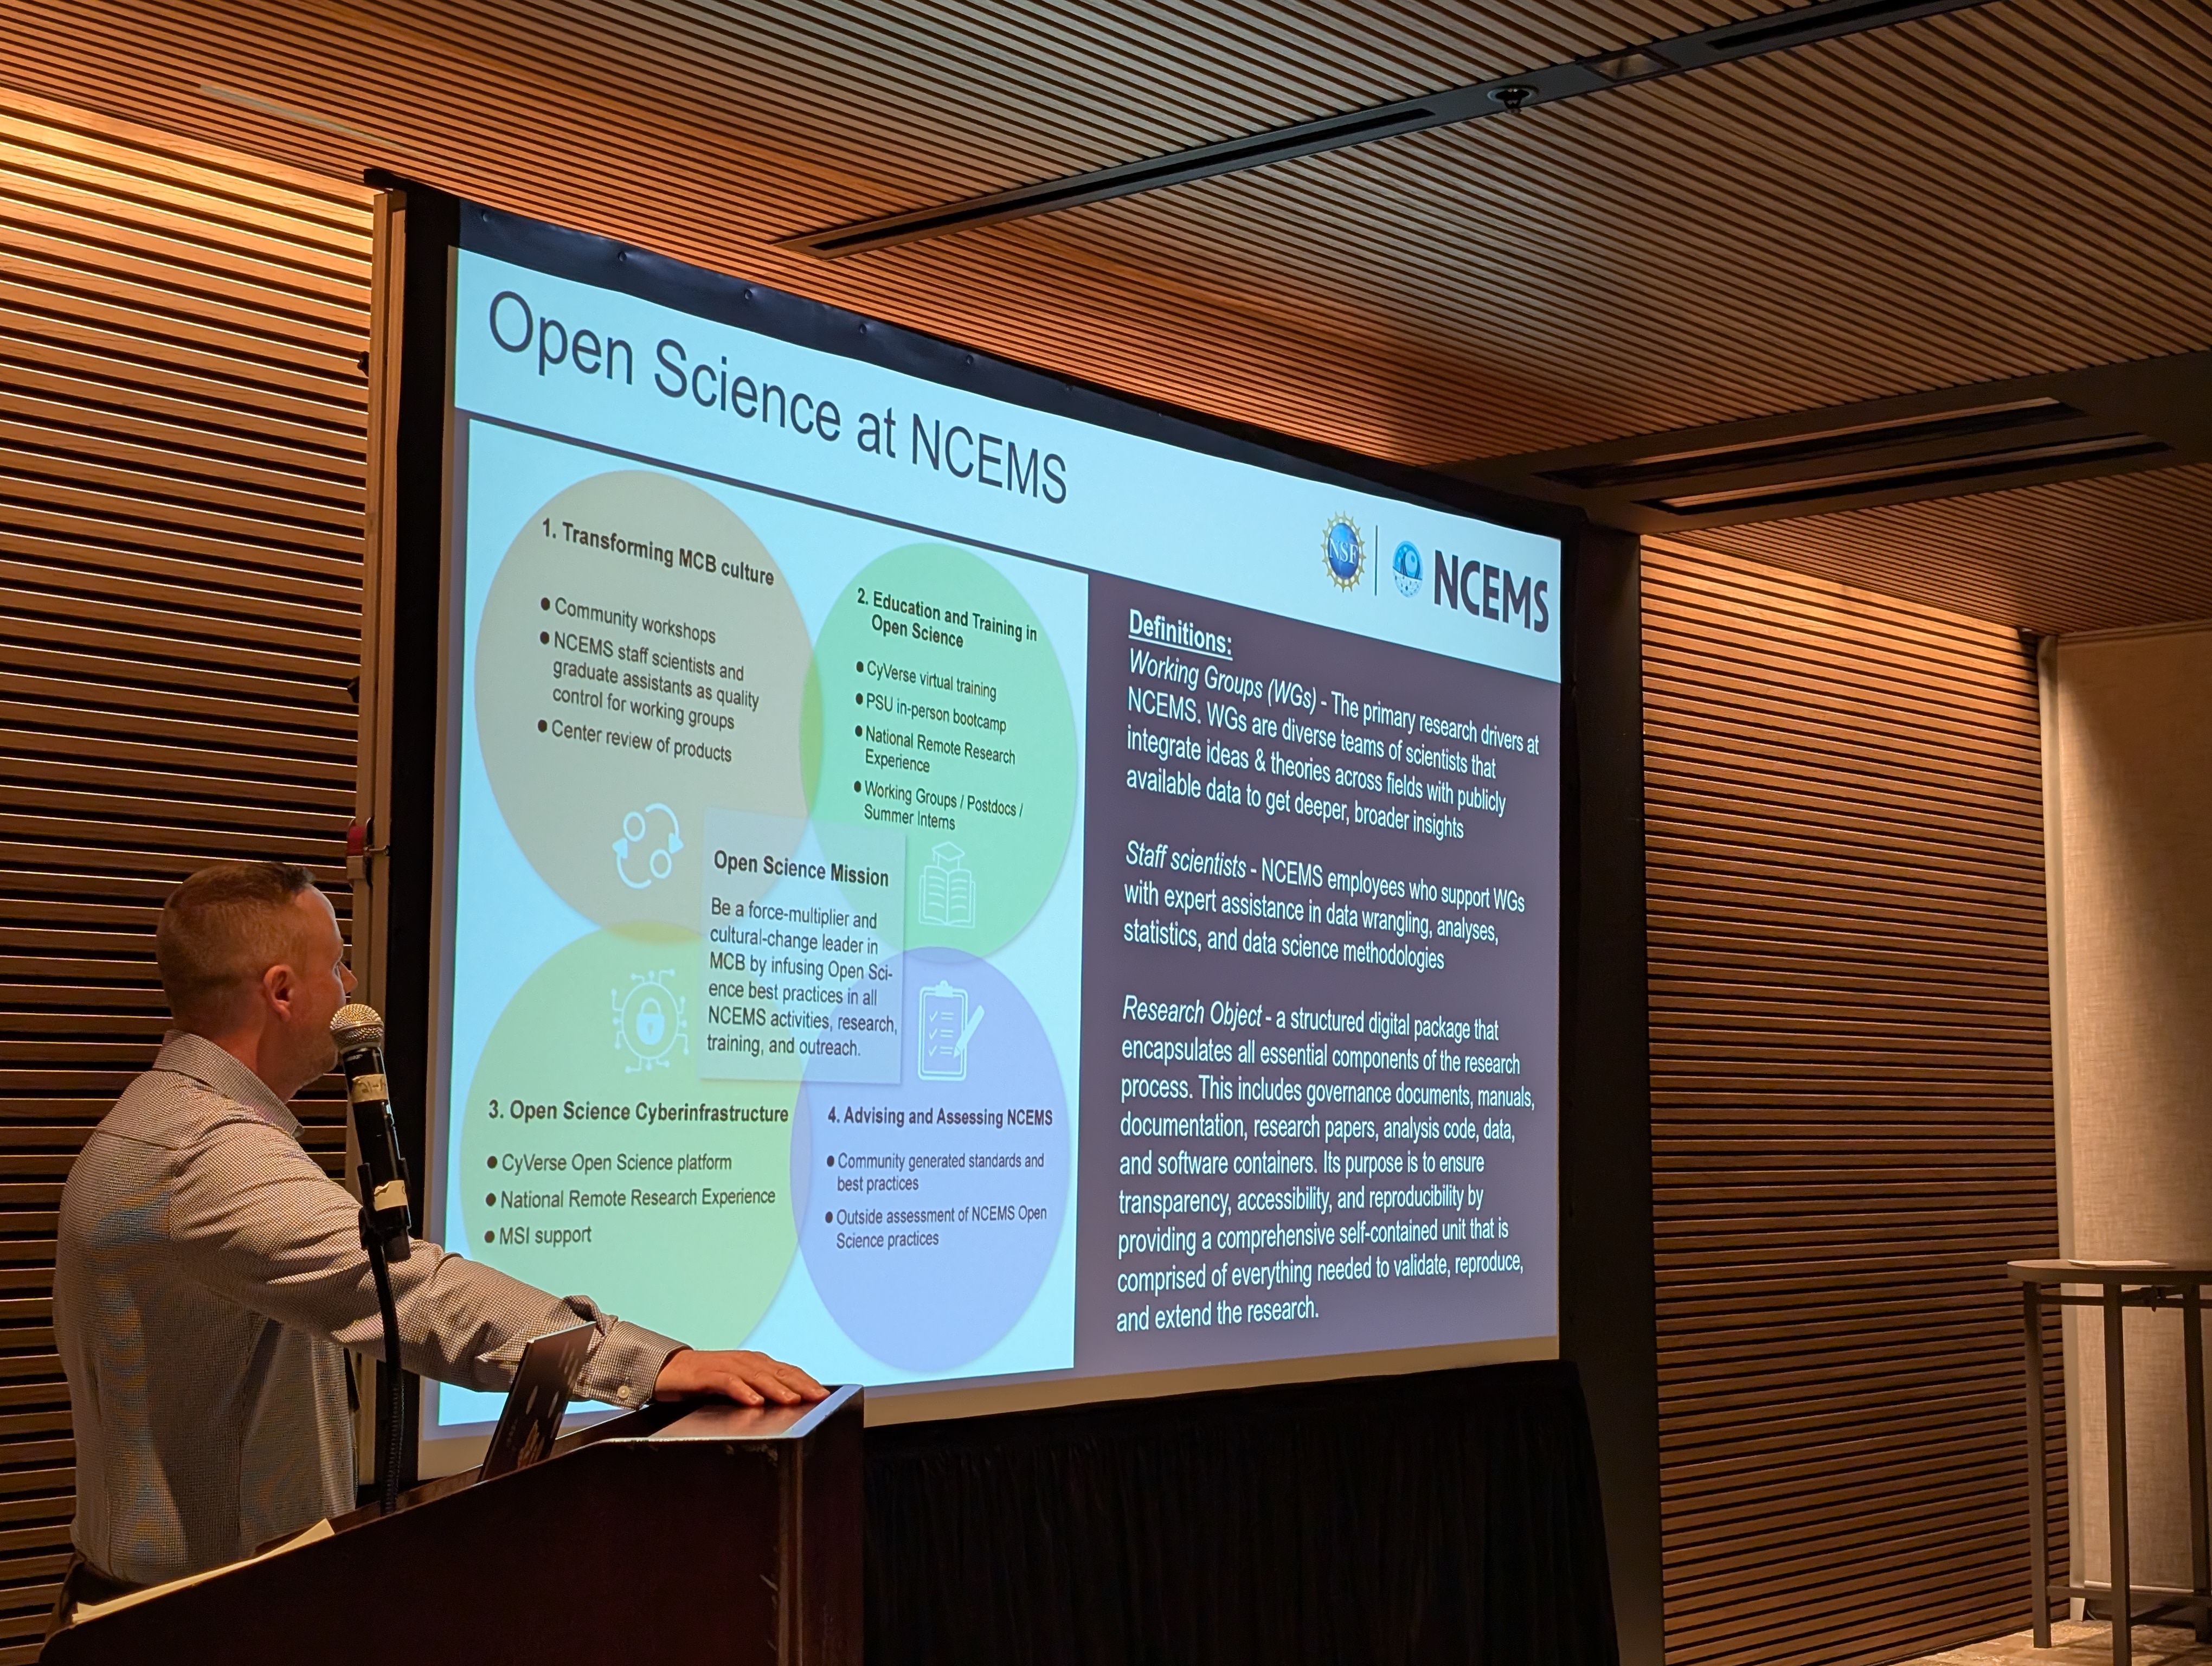 Open Science at NCEMS
NSF
NCEMS
1. Transforming MCB culture
● Community workshops
● NCEMS staff scientists and
graduate assistants as quality
control for working groups
● Center review of products
2. Education and Training in
Open Science
● CyVerse virtual training
● PSU in-person bootcamp
● National Remote Research
Experience
● Working Groups / Postdocs /
Summer Interns
Open Science Mission
Be a force-multiplier and
cultural-change leader in
MCB by infusing Open Sci-
ence best practices in all
NCEMS activities, research,
training, and outreach.
3. Open Science Cyberinfrastructure
● CyVerse Open Science platform
● National Remote Research Experience
● MSI support
4. Advising and Assessing NCEMS
● Community generated standards and
best practices
● Outside assessment of NCEMS Open
Science practices
Definitions:
Working Groups (WGs) - The primary research drivers at
NCEMS. WGs are diverse teams of scientists that
integrate ideas & theories across fields with publicly
available data to get deeper, broader insights
Staff scientists - NCEMS employees who support WGs
with expert assistance in data wrangling, analyses,
statistics, and data science methodologies
Research Object - a structured digital package that
encapsulates all essential components of the research
process. This includes governance documents, manuals,
documentation, research papers, analysis code, data,
and software containers. Its purpose is to ensure
transparency, accessibility, and reproducibility by
providing a comprehensive self-contained unit that is
comprised of everything needed to validate, reproduce,
and extend the research.